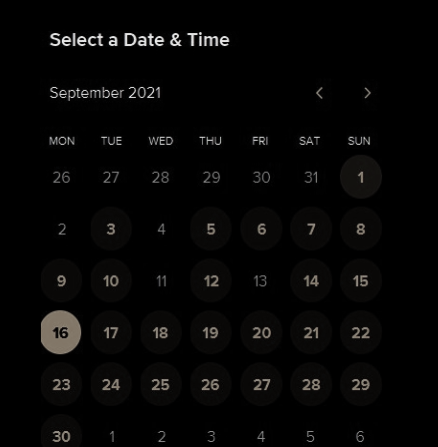 Select a Date & Time
September 2021
MON TUE WED THU FRI SAT SUN
26 27 28 29 30 31 1
2 3 4 5 6 7 8
9 10 11 12 13 14 15
16 17 18 19 20 21 22
23 24 25 26 27 28 29
30 1 2 3 4 5 6